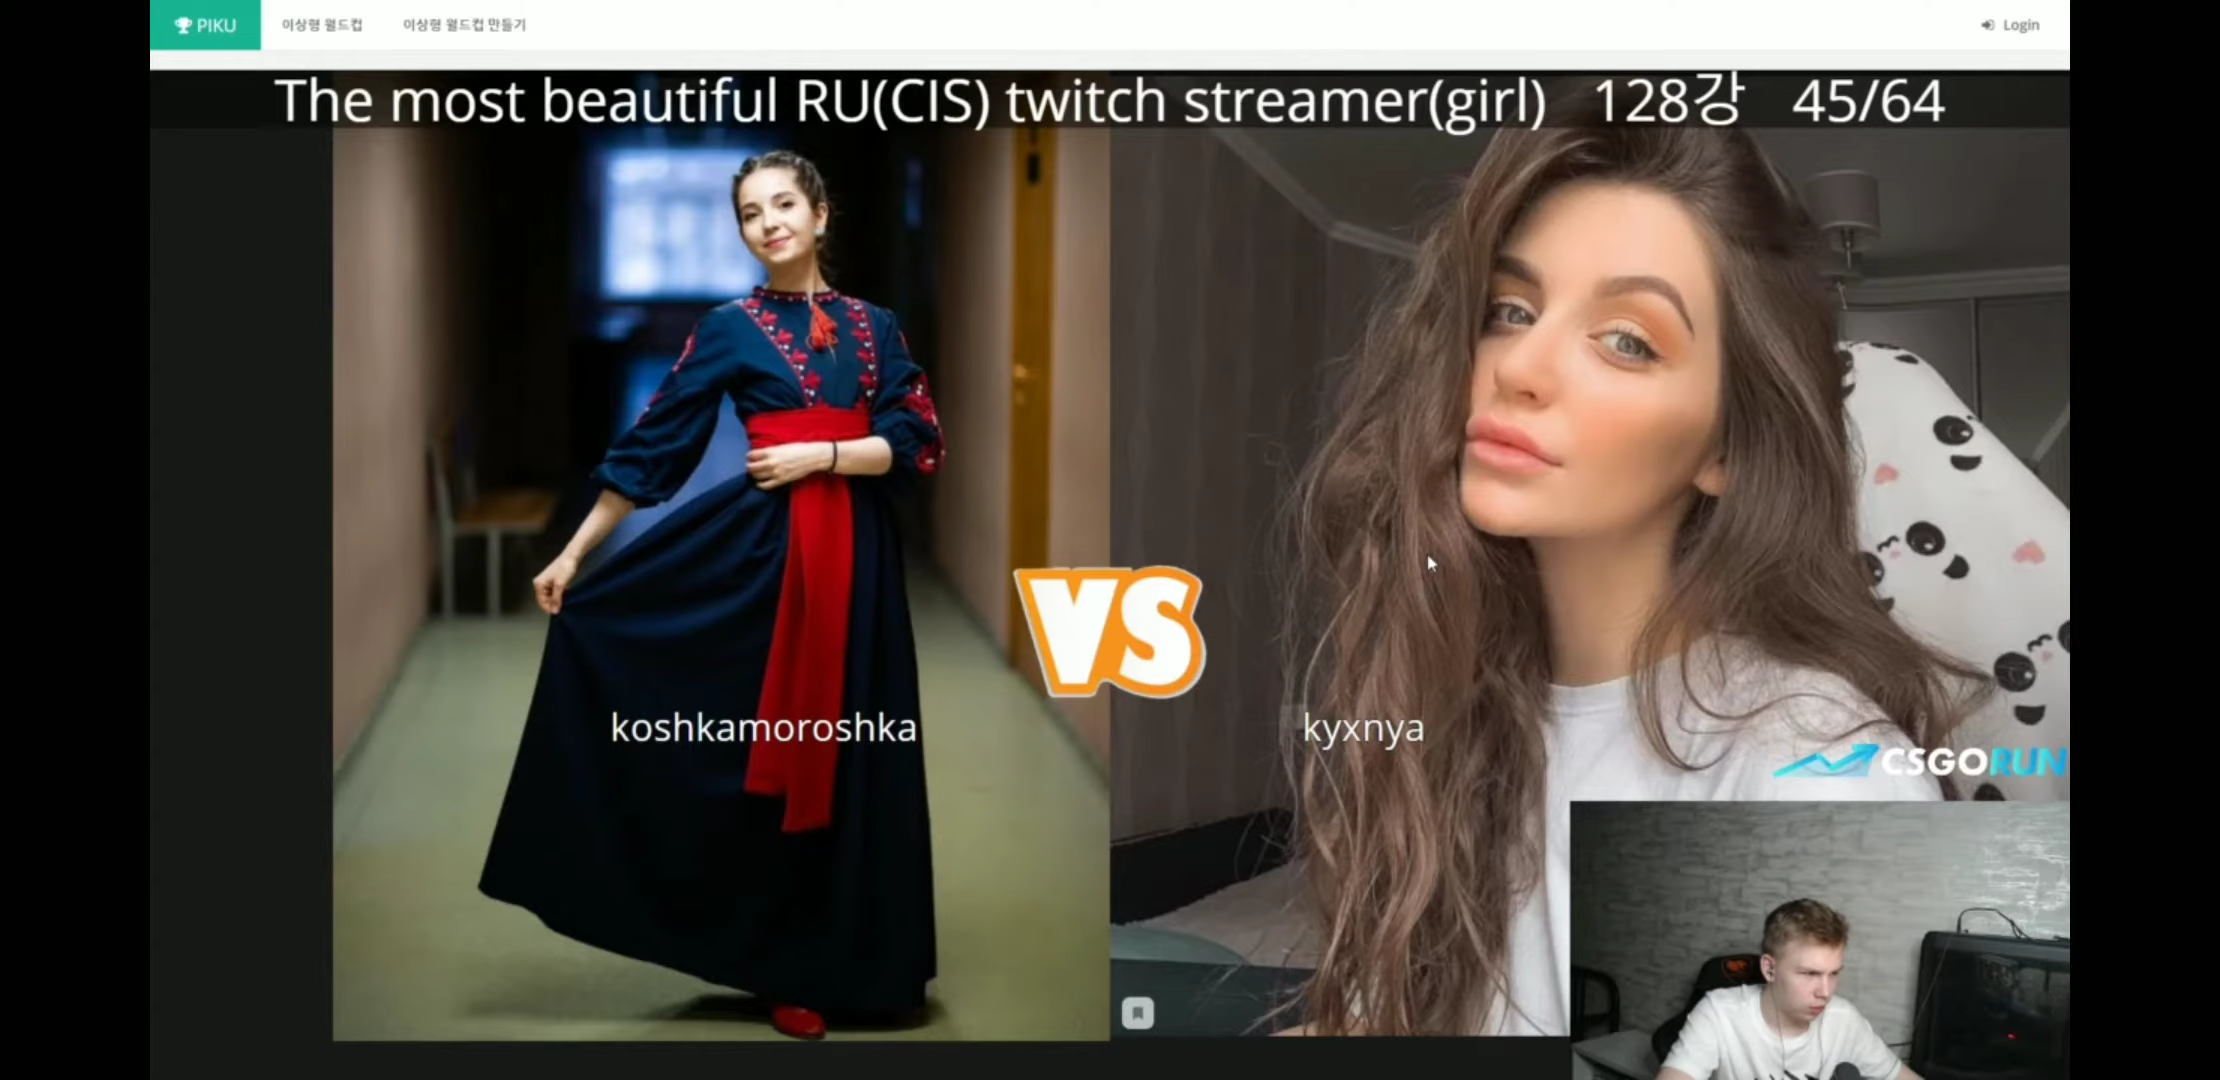 PIKU 이상형 월드컵 이상형 월드컵 만들기 Login
The most beautiful RU(CIS) twitch streamer(girl) 128강 45/64
VS
koshkamoroshka kyxnya
CSGORUN